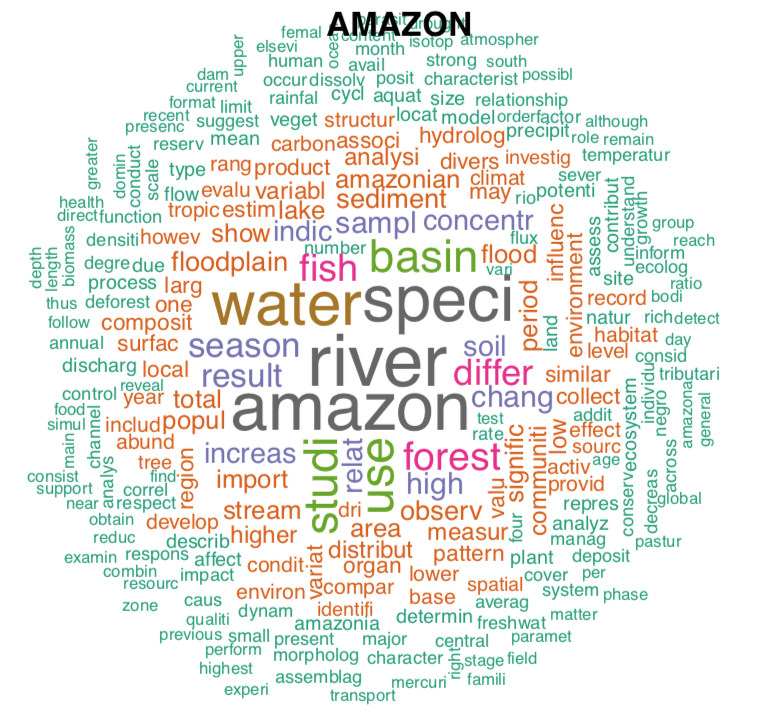 AMAZON
parasit drought
femal content
ocea
elsevi month isotop atmospher
upper human avail strong south
dam occur dissolv posit characterist possibl
current rainfal cycl aquat size relationship
format limit
recent suggest veget structur locat model order factor although
presenc reserv mean carbon associ hydrolog precipit role remain
greater domin conduct scale type rang product analysi divers investig temperatur
sever
health flow evalu variabl amazonian climat may rio potenti
direct function tropic estim lake sediment influenc contribut understand growth group
densiti howev show indic sampl concentr flux assess reach
number inform
depth length biomass degre due floodplain fish basin flood vari environment ecolog
process larg site ratio
thus deforest one water speci period record bodi
follow composit land natur rich detect
annual surfac season river soil level habitat day
consid
discharg local result differ similar tributari
control reveal year total amazon chang collect individu negro amazona general
food
simul includ popul test addit ecosystem
main channel abund rate low effect
tree increas studi relat use forest signific communiti sourc across
consist analys find region activ age
support correl import high valu provid conserv decreas global
near respect stream dri observ four repres
obtain develop area measur analyz pastur
reduc describ higher distribut pattern manag
examin respons affect variat plant deposit
combin impact condit organ lower cover per
resourc environ compar spatial system phase
zone caus dynam identifi base averag matter
qualiti amazonia determin freshwat
previous small present major central paramet
perform morpholog character right stage field
highest assemblag famili
experi transport mercuri